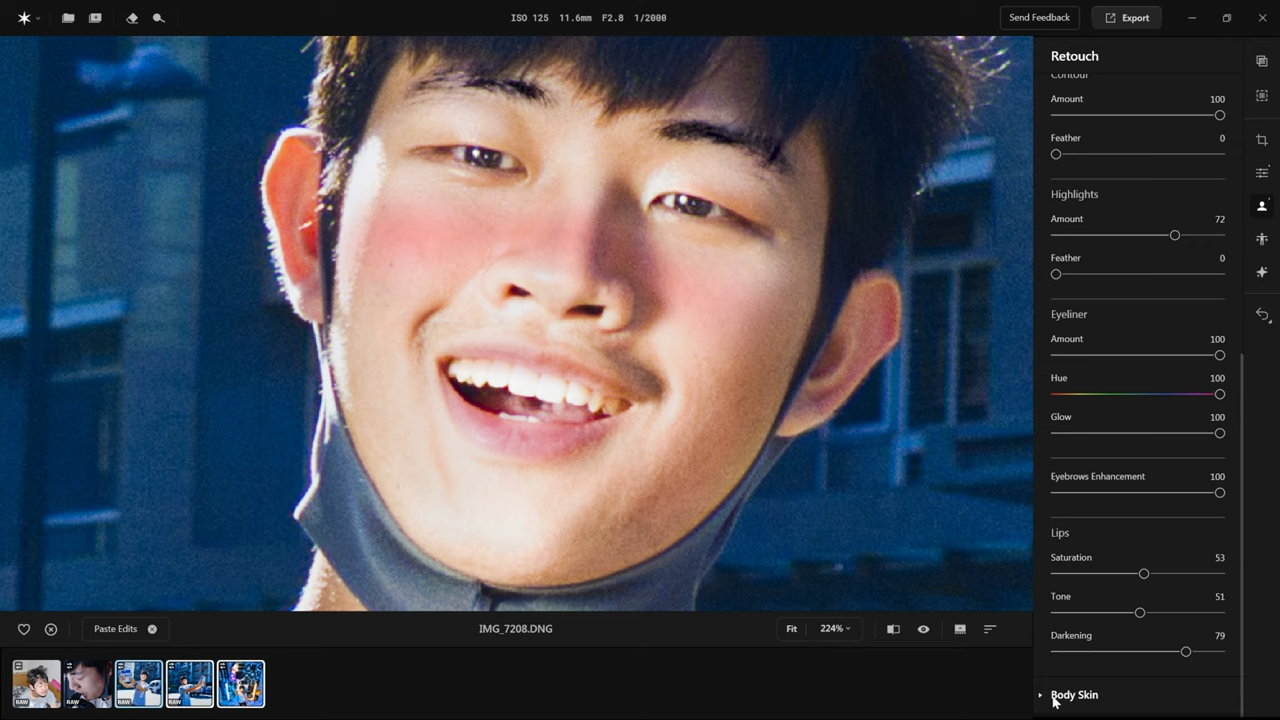 ISO 125 11.6mm F2.8 1/2000
Send Feedback
Export
Retouch
Contour
Amount 100
Feather 0
Highlights
Amount 72
Feather 0
Eyeliner
Amount 100
Hue 100
Glow 100
Eyebrows Enhancement 100
Lips
Saturation 53
Tone 51
Darkening 79
Body Skin
Paste Edits
IMG_7208.DNG
Fit
224%
RAW
RAW
RAW
RAW
RAW